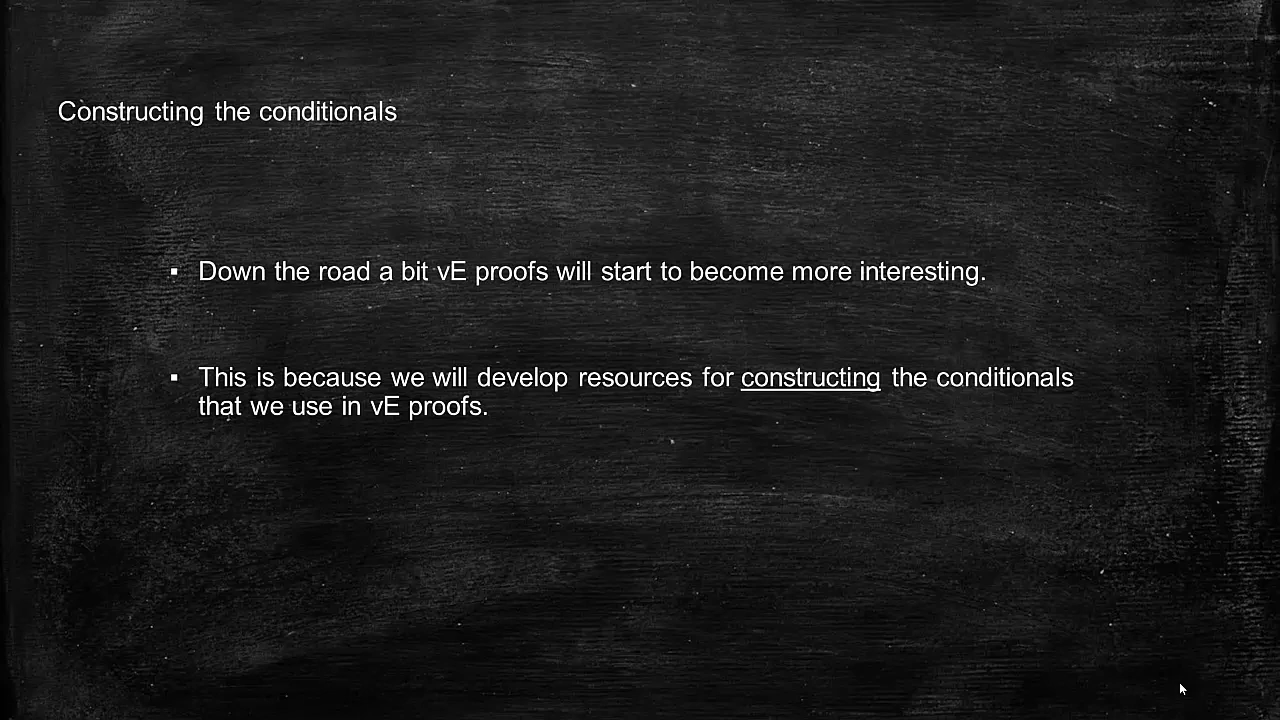 Constructing the conditionals
▪ Down the road a bit vE proofs will start to become more interesting.
▪ This is because we will develop resources for constructing the conditionals
that we use in vE proofs.